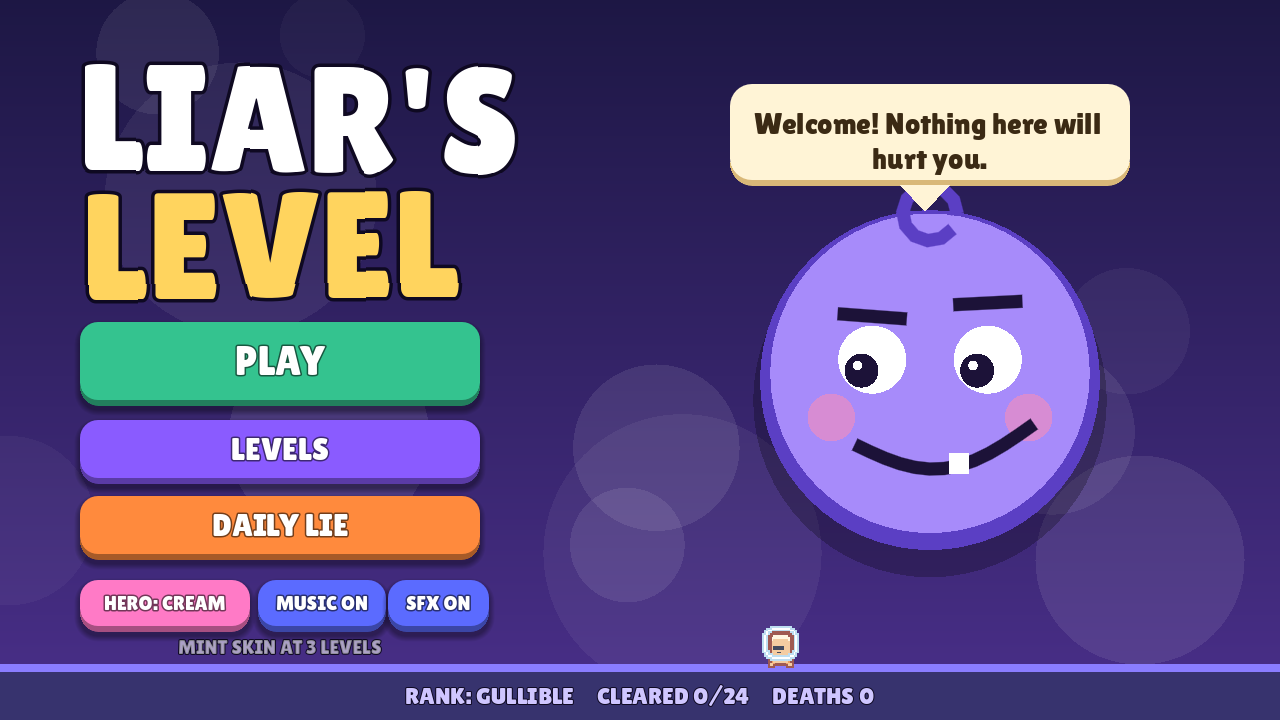 LIAR'S
LEVEL
Welcome! Nothing here will
hurt you.
PLAY
LEVELS
DAILY LIE
HERO: CREAM
MUSIC ON
SFX ON
MINT SKIN AT 3 LEVELS
RANK: GULLIBLE CLEARED 0/24 DEATHS 0